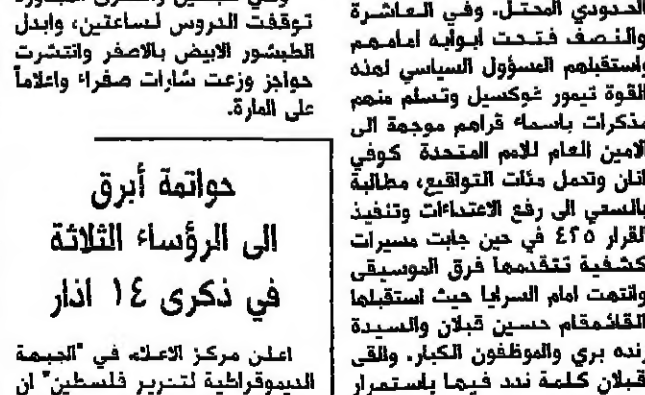 الحدودي المحتل. وفي العاشرة
والنصف فتحت ابوابه امامهم
واستقبلهم المسؤول السياسي لهذه
القوة تيمور غوكسيل وتسلم منهم
مذكرات باسماء قراهم موجهة الى
الامين العام للامم المتحدة كوفي
انان وتحمل مئات التواقيع، مطالبة
بالسعي الى رفع الاعتداءات وتنفيذ
القرار ٤٢٥ في حين جابت مسيرات
كشفية تتقدمها فرق الموسيقى
وانتهت امام السرايا حيث استقبلها
القائمقام حسين قبلان والسيدة
رنده بري والموظفون الكبار. والقى
قبلان كلمة ندد فيها باستمرار
توقفت الدروس لساعتين، وابدل
الطبشور الابيض بالاصفر وانتشرت
حواجز وزعت شارات صفراء واعلاماً
على المارة.
حواتمة أبرق
الى الرؤساء الثلاثة
في ذكرى ١٤ اذار
اعلن مركز الاعلام في "الجبهة
الديموقراطية لتحرير فلسطين" ان